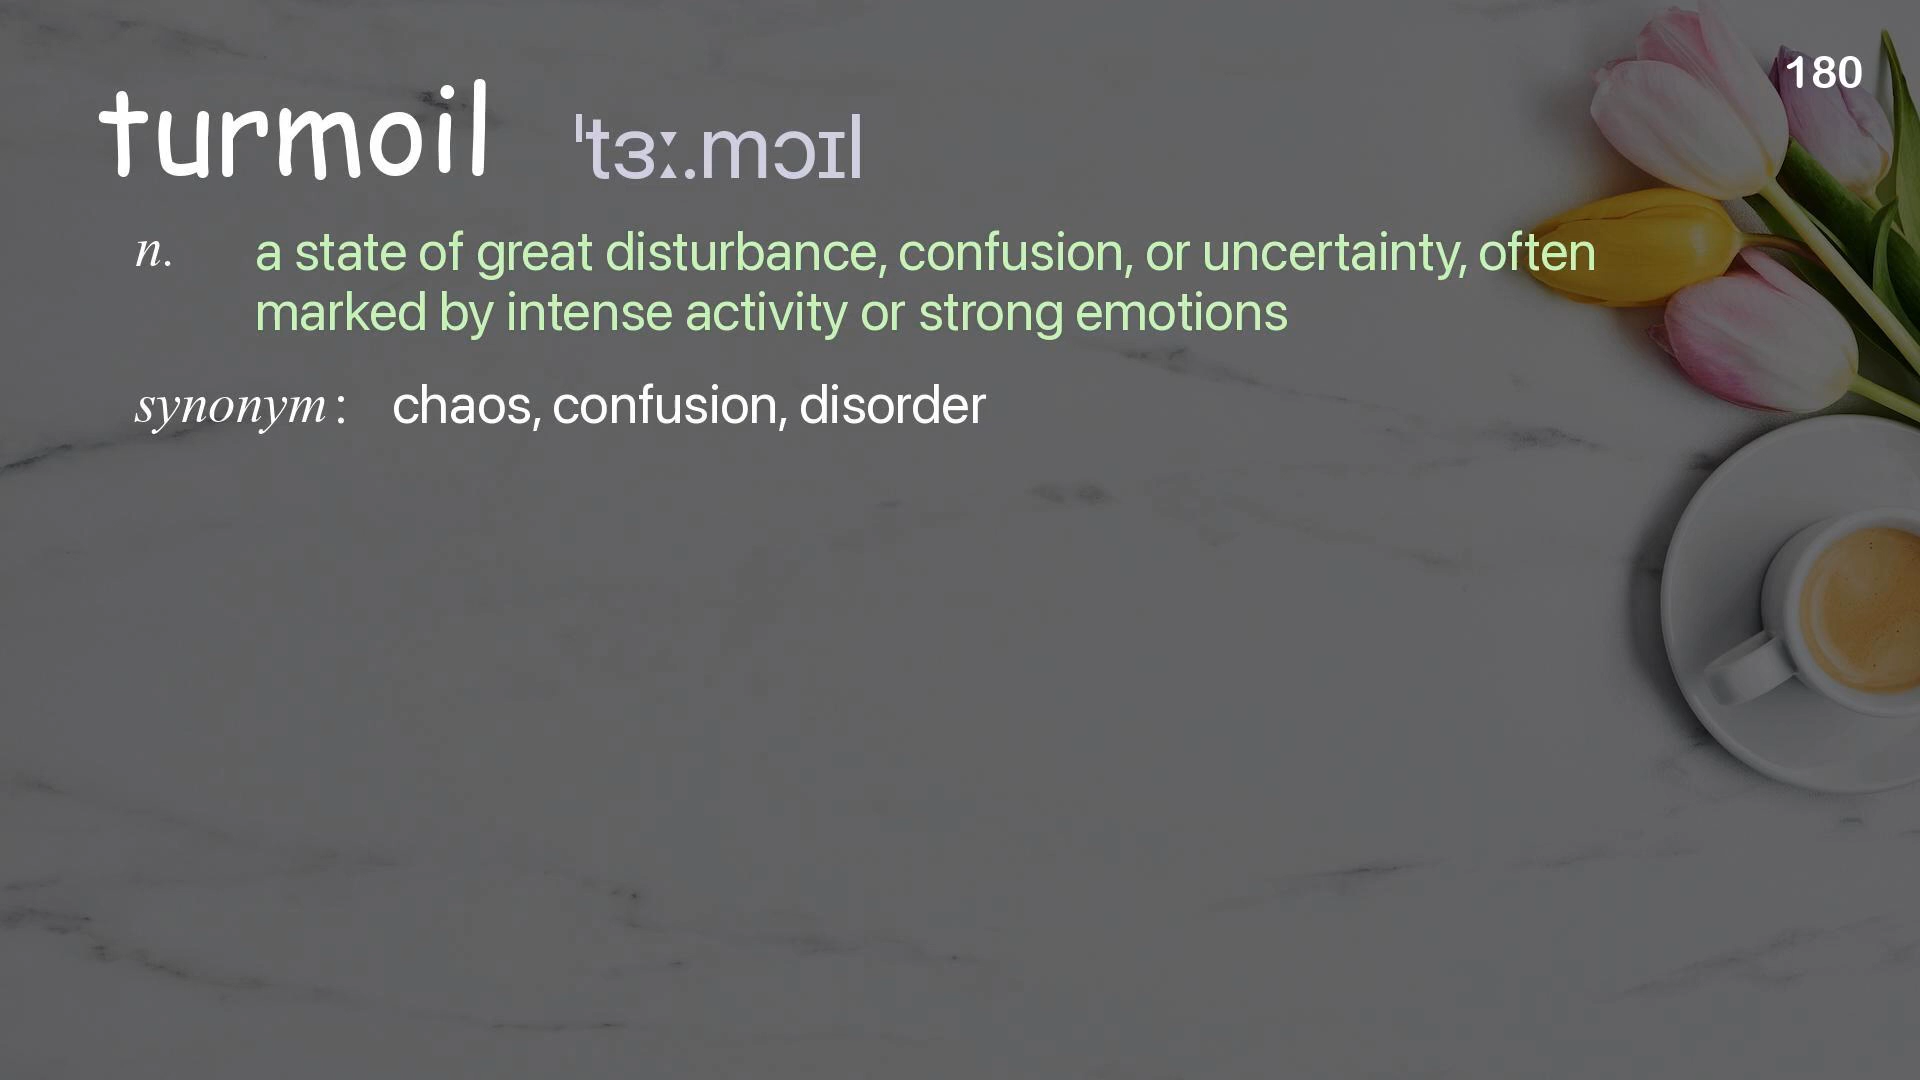 180
turmoil ˈtɜː.mɔɪl
n. a state of great disturbance, confusion, or uncertainty, often
marked by intense activity or strong emotions
synonym: chaos, confusion, disorder